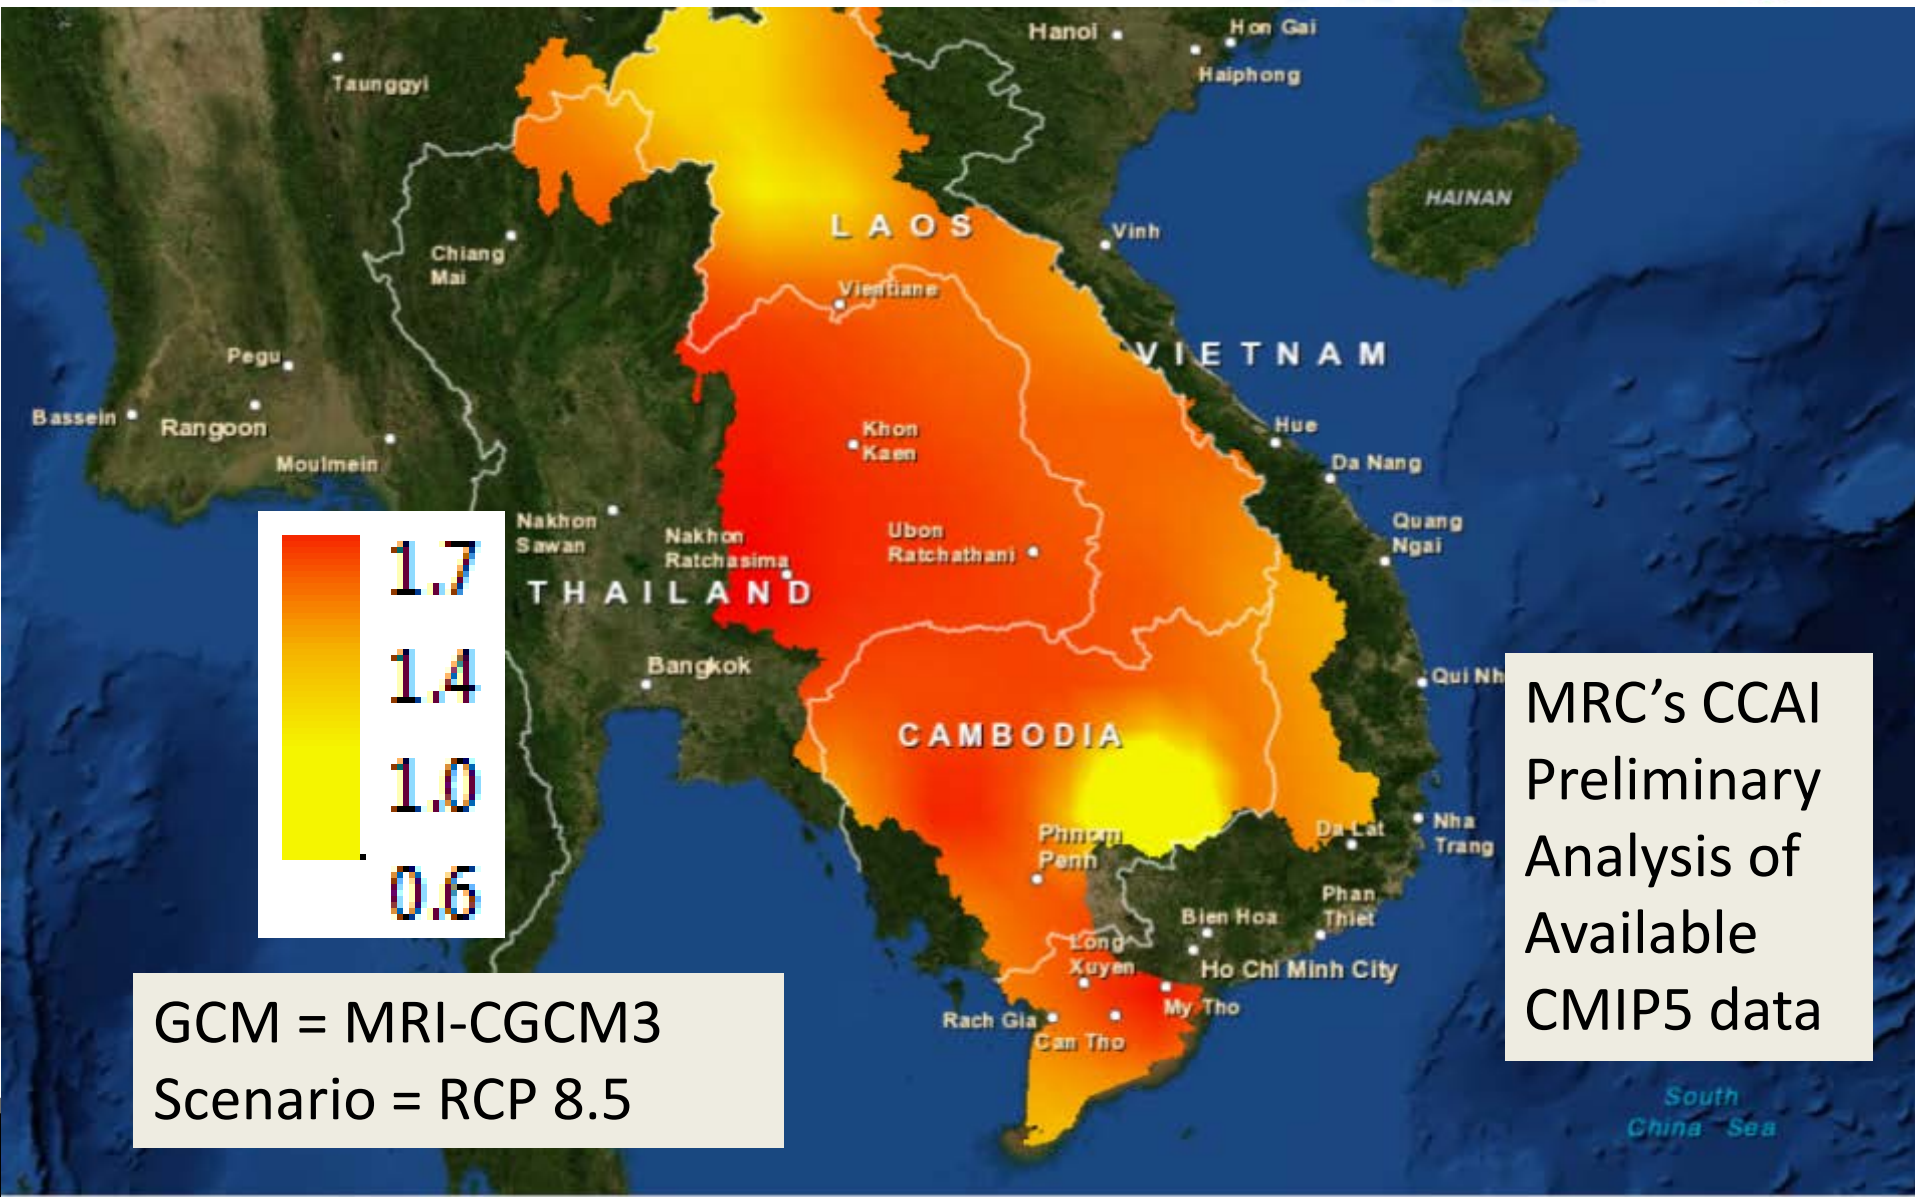 Hanoi
Hon Gai
Haiphong
Taunggyi
HAINAN
LAOS
Vinh
Chiang
Mai
Vientiane
VIETNAM
Pegu
Bassein
Rangoon
Moulmein
Khon
Kaen
Hue
Da Nang
Nakhon
Sawan
Nakhon
Ratchasima
Ubon
Ratchathani
Quang
Ngai
THAILAND
Bangkok
Qui Nh
CAMBODIA
1.7
1.4
1.0
0.6
MRC’s CCAI
Preliminary
Analysis of
Available
CMIP5 data
Phnom
Penh
Da Lat
Nha
Trang
Phan
Thiet
Bien Hoa
Long
Xuyen
Ho Chi Minh City
My Tho
Rach Gia
Can Tho
GCM = MRI-CGCM3
Scenario = RCP 8.5
South
China Sea